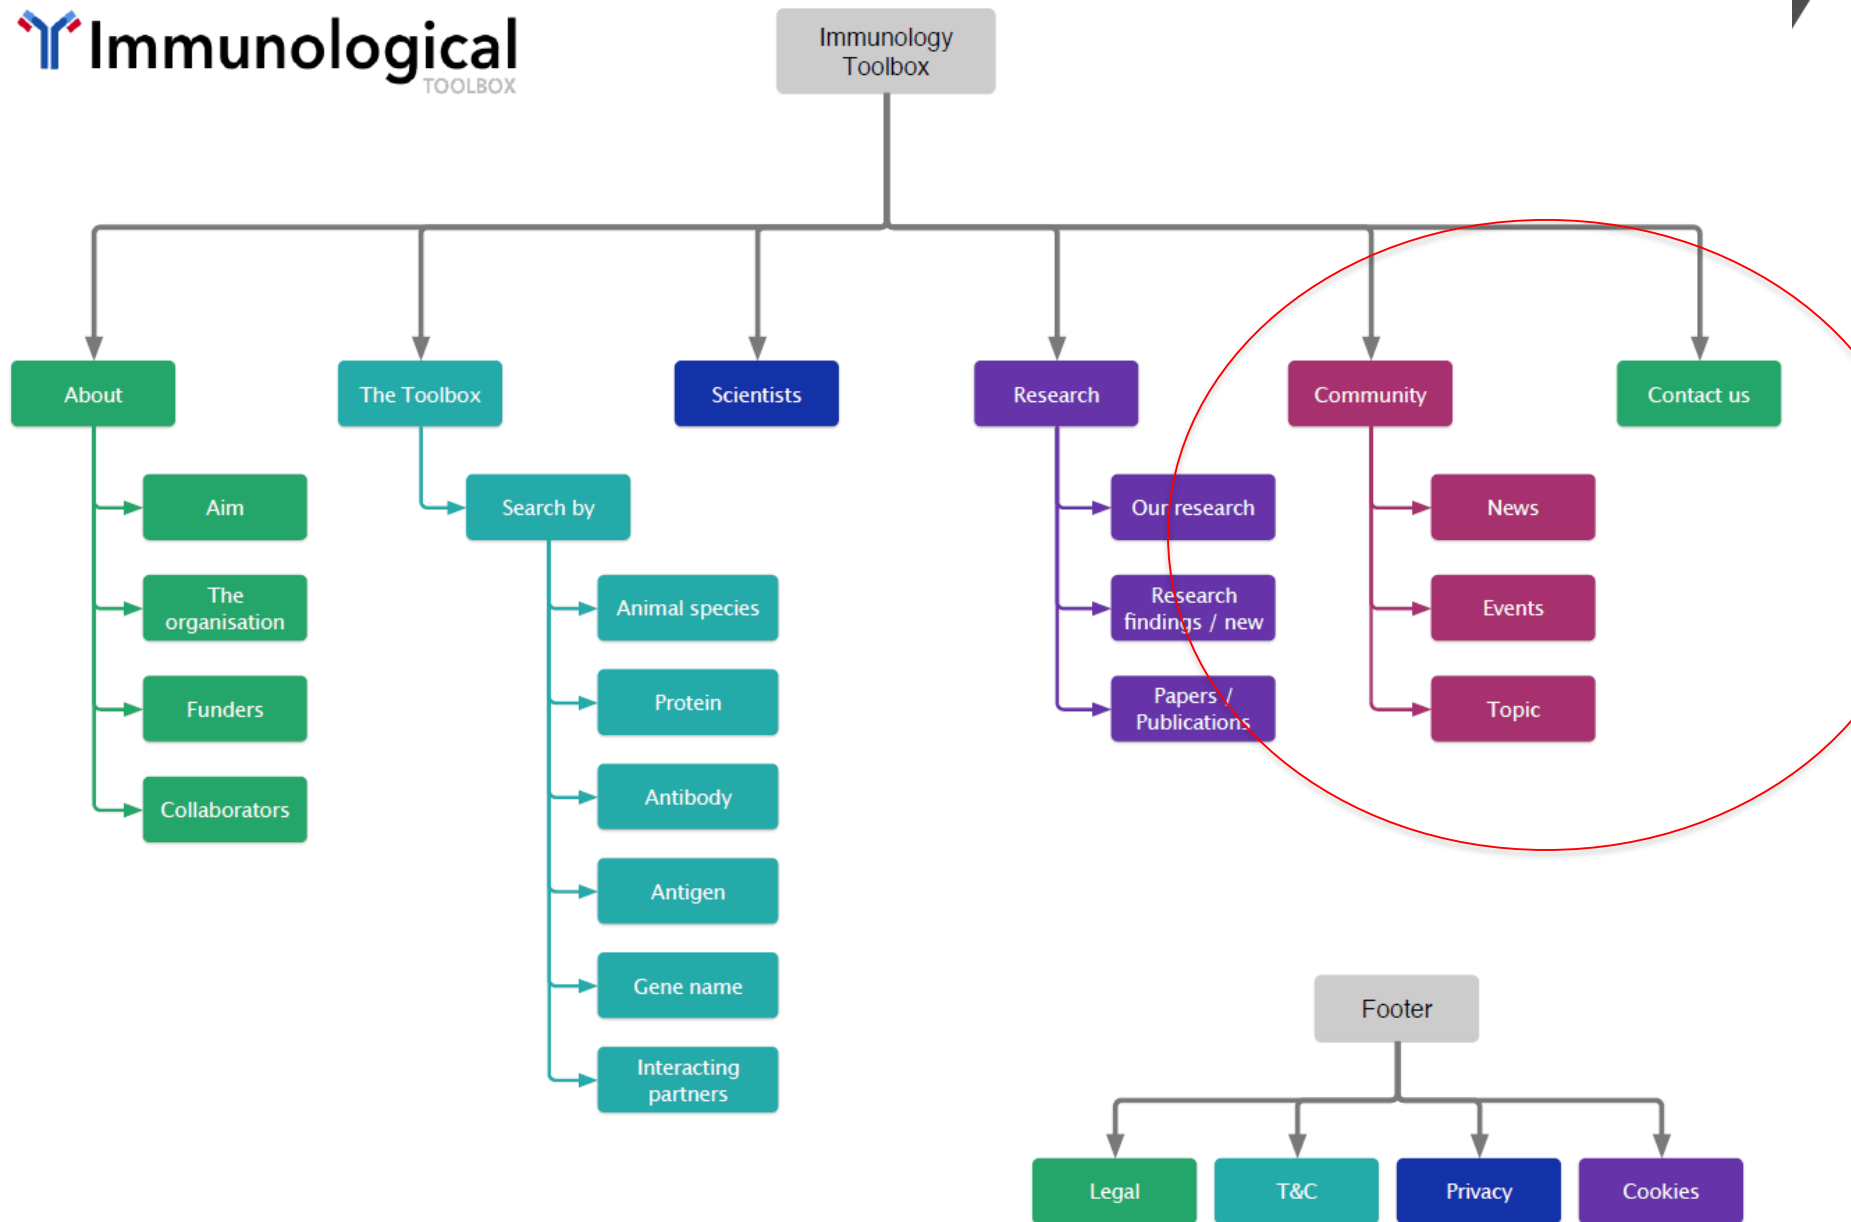 Immunological
TOOLBOX
Immunology
Toolbox
About
The Toolbox
Scientists
Research
Community
Contact us
Aim
The
organisation
Funders
Collaborators
Search by
Animal species
Protein
Antibody
Antigen
Gene name
Interacting
partners
Our research
Research
findings / new
Papers /
Publications
News
Events
Topic
Footer
Legal
T&C
Privacy
Cookies